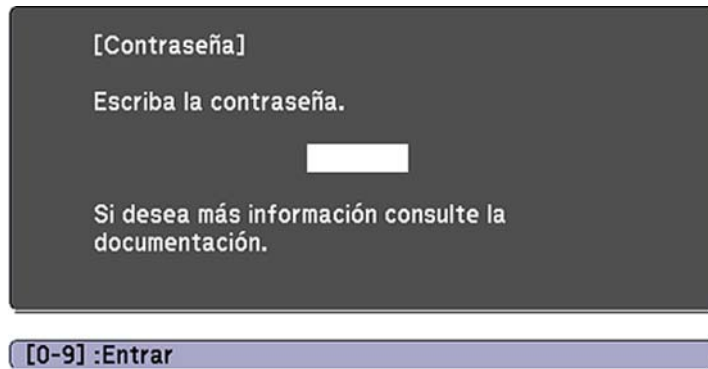 [Contraseña]
Escriba la contraseña.
Si desea más información consulte la
documentación.
[0-9] :Entrar